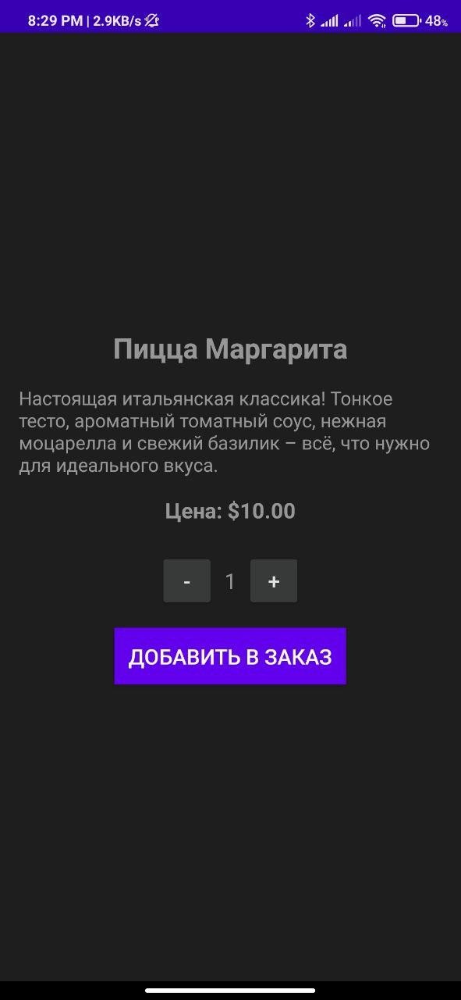 8:29 PM | 2.9KB/s 48%
Пицца Маргарита
Настоящая итальянская классика! Тонкое
тесто, ароматный томатный соус, нежная
моцарелла и свежий базилик – всё, что нужно
для идеального вкуса.
Цена: $10.00
- 1 +
ДОБАВИТЬ В ЗАКАЗ